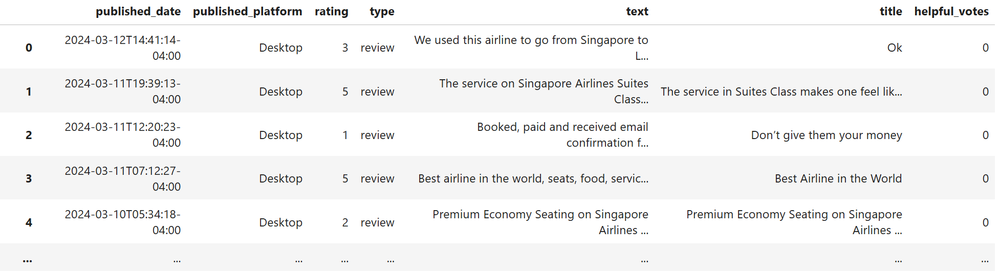 published_date published_platform rating type text title helpful_votes
0 2024-03-12T14:41:14-
04:00 Desktop 3 review We used this airline to go from Singapore to
L... Ok 0
1 2024-03-11T19:39:13-
04:00 Desktop 5 review The service on Singapore Airlines Suites
Class... The service in Suites Class makes one feel lik... 0
2 2024-03-11T12:20:23-
04:00 Desktop 1 review Booked, paid and received email
confirmation f... Don’t give them your money 0
3 2024-03-11T07:12:27-
04:00 Desktop 5 review Best airline in the world, seats, food, servic... Best Airline in the World 0
4 2024-03-10T05:34:18-
04:00 Desktop 2 review Premium Economy Seating on Singapore
Airlines ... Premium Economy Seating on Singapore
Airlines ... 0
... ... ... ... ... ... ... ...